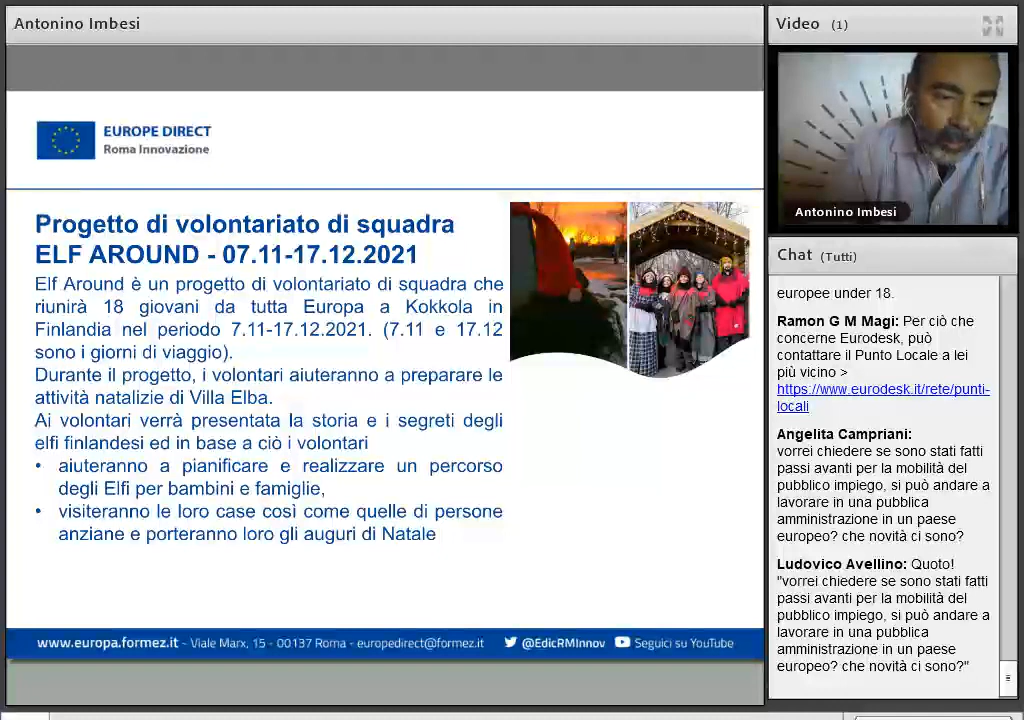 Antonino Imbesi
EUROPE DIRECT
Roma Innovazione
Progetto di volontariato di squadra
ELF AROUND - 07.11-17.12.2021
Elf Around è un progetto di volontariato di squadra che
riunirà 18 giovani da tutta Europa a Kokkola in
Finlandia nel periodo 7.11-17.12.2021. (7.11 e 17.12
sono i giorni di viaggio).
Durante il progetto, i volontari aiuteranno a preparare le
attività natalizie di Villa Elba.
Ai volontari verrà presentata la storia e i segreti degli
elfi finlandesi ed in base a ciò i volontari
• aiuteranno a pianificare e realizzare un percorso
degli Elfi per bambini e famiglie,
• visiteranno le loro case così come quelle di persone
anziane e porteranno loro gli auguri di Natale
www.europa.formez.it - Viale Marx, 15 - 00137 Roma - europedirect@formez.it
@EdicRMInnov
Seguici su YouTube
Video (1)
Antonino Imbesi
Chat (Tutti)
europee under 18.
Ramon G M Magi: Per ciò che
concerne Eurodesk, può
contattare il Punto Locale a lei
più vicino >
https://www.eurodesk.it/rete/punti-
locali
Angelita Campriani:
vorrei chiedere se sono stati fatti
passi avanti per la mobilità del
pubblico impiego, si può andare a
lavorare in una pubblica
amministrazione in un paese
europeo? che novità ci sono?
Ludovico Avellino: Quoto!
"vorrei chiedere se sono stati fatti
passi avanti per la mobilità del
pubblico impiego, si può andare a
lavorare in una pubblica
amministrazione in un paese
europeo? che novità ci sono?"